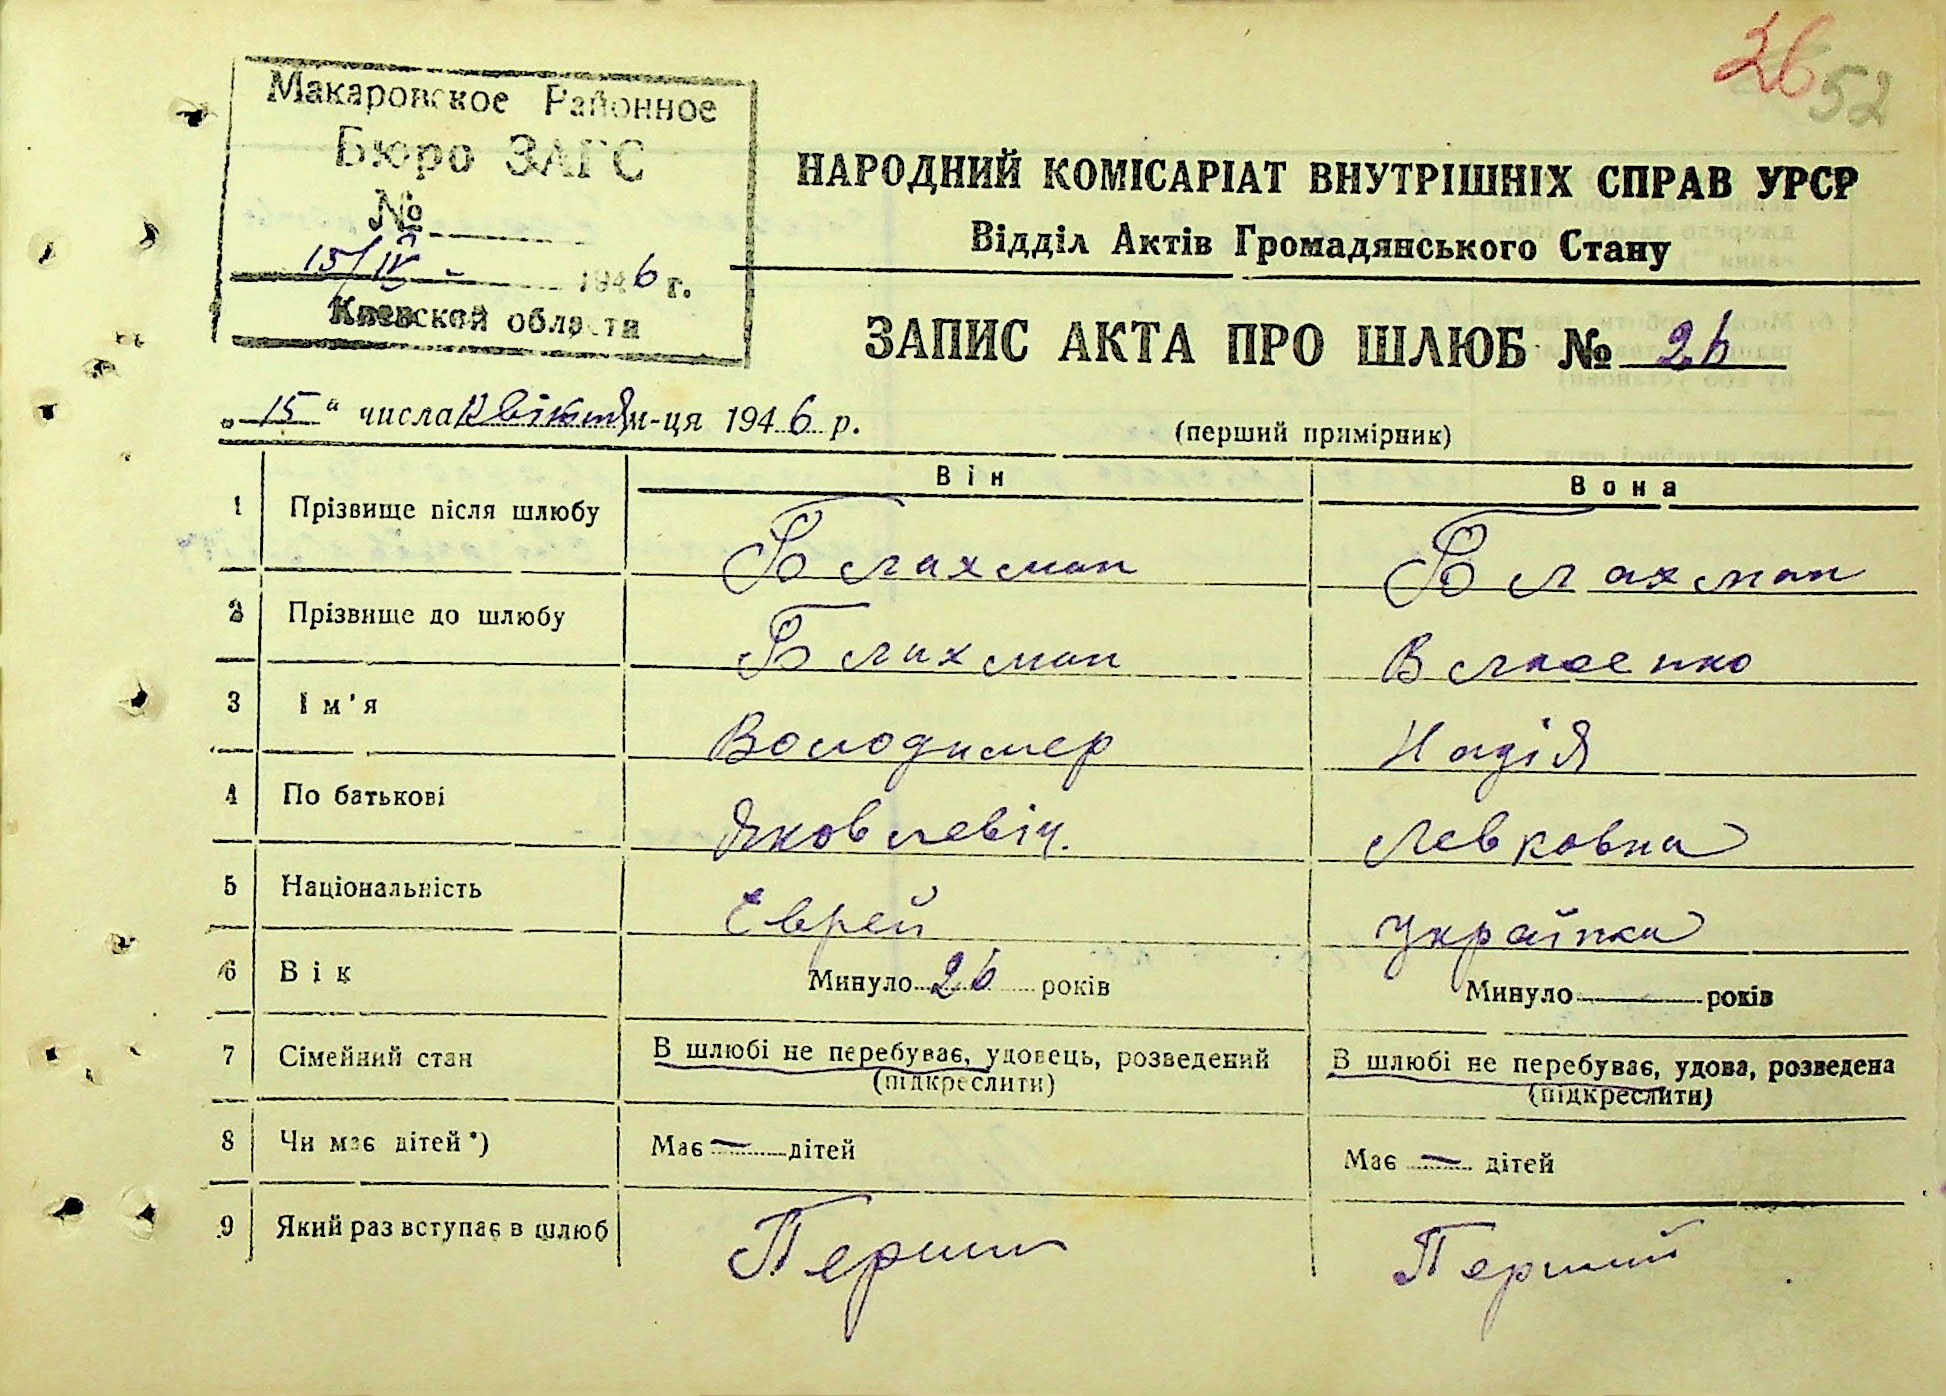 26 52
Макаровское Районное
Бюро ЗАГС
№
15/IV - 1946 г.
Киевской области
НАРОДНИЙ КОМІСАРІАТ ВНУТРІШНІХ СПРАВ УРСР
Відділ Актів Громадянського Стану
ЗАПИС АКТА ПРО ШЛЮБ № 26
„15“ числа Квітня м-ця 1946 р.
(перший примірник)
Він Вона
1 Прізвище після шлюбу Блахман Блахман
2 Прізвище до шлюбу Блахман Власенко
3 Ім'я Володимер Надія
4 По батькові Яковлевіч. Левковна
5 Національність Єврей Українка
6 Вік Минуло 26 років Минуло — років
7 Сімейний стан В шлюбі не перебуває, удовець, розведений В шлюбі не перебуває, удова, розведена
(підкреслити) (підкреслити)
8 Чи має дітей*) Має — дітей Має — дітей
9 Який раз вступає в шлюб Перший Перший